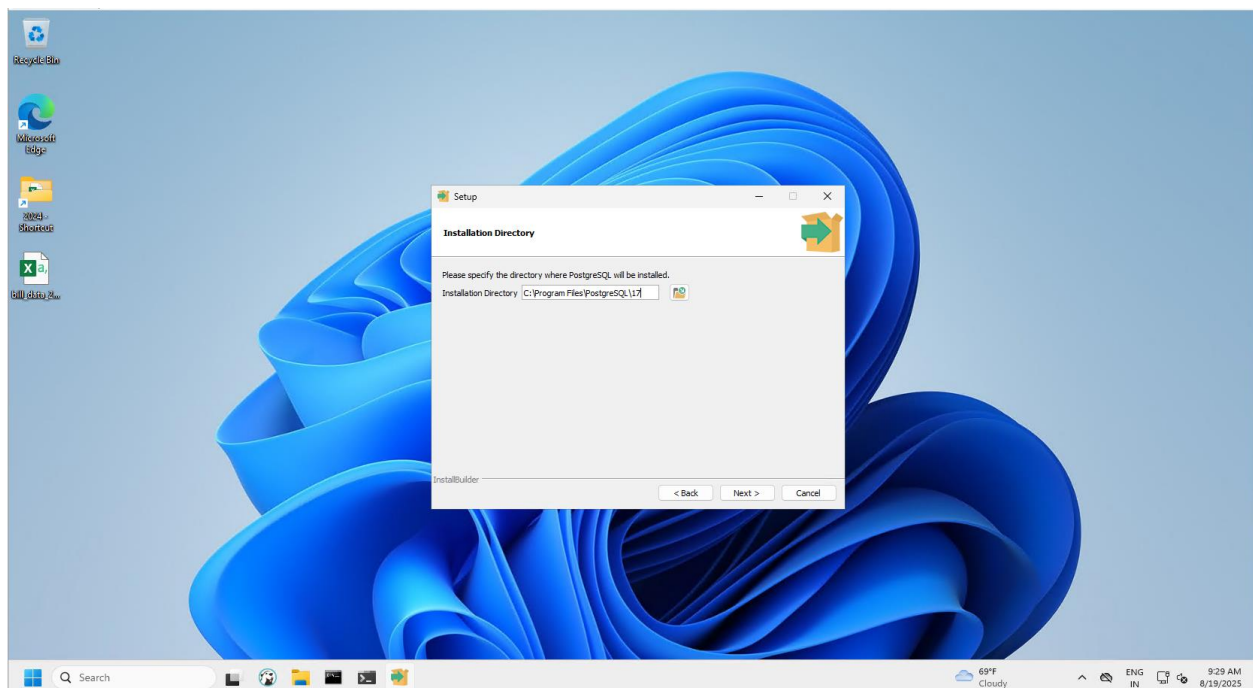 Recycle Bin
Microsoft
Edge
2024 -
Shortcut
bill_data_2...
Setup
Installation Directory
Please specify the directory where PostgreSQL will be installed.
Installation Directory C:\Program Files\PostgreSQL\17
InstallBuilder
< Back Next > Cancel
Search
69°F
Cloudy
ENG
IN
9:29 AM
8/19/2025